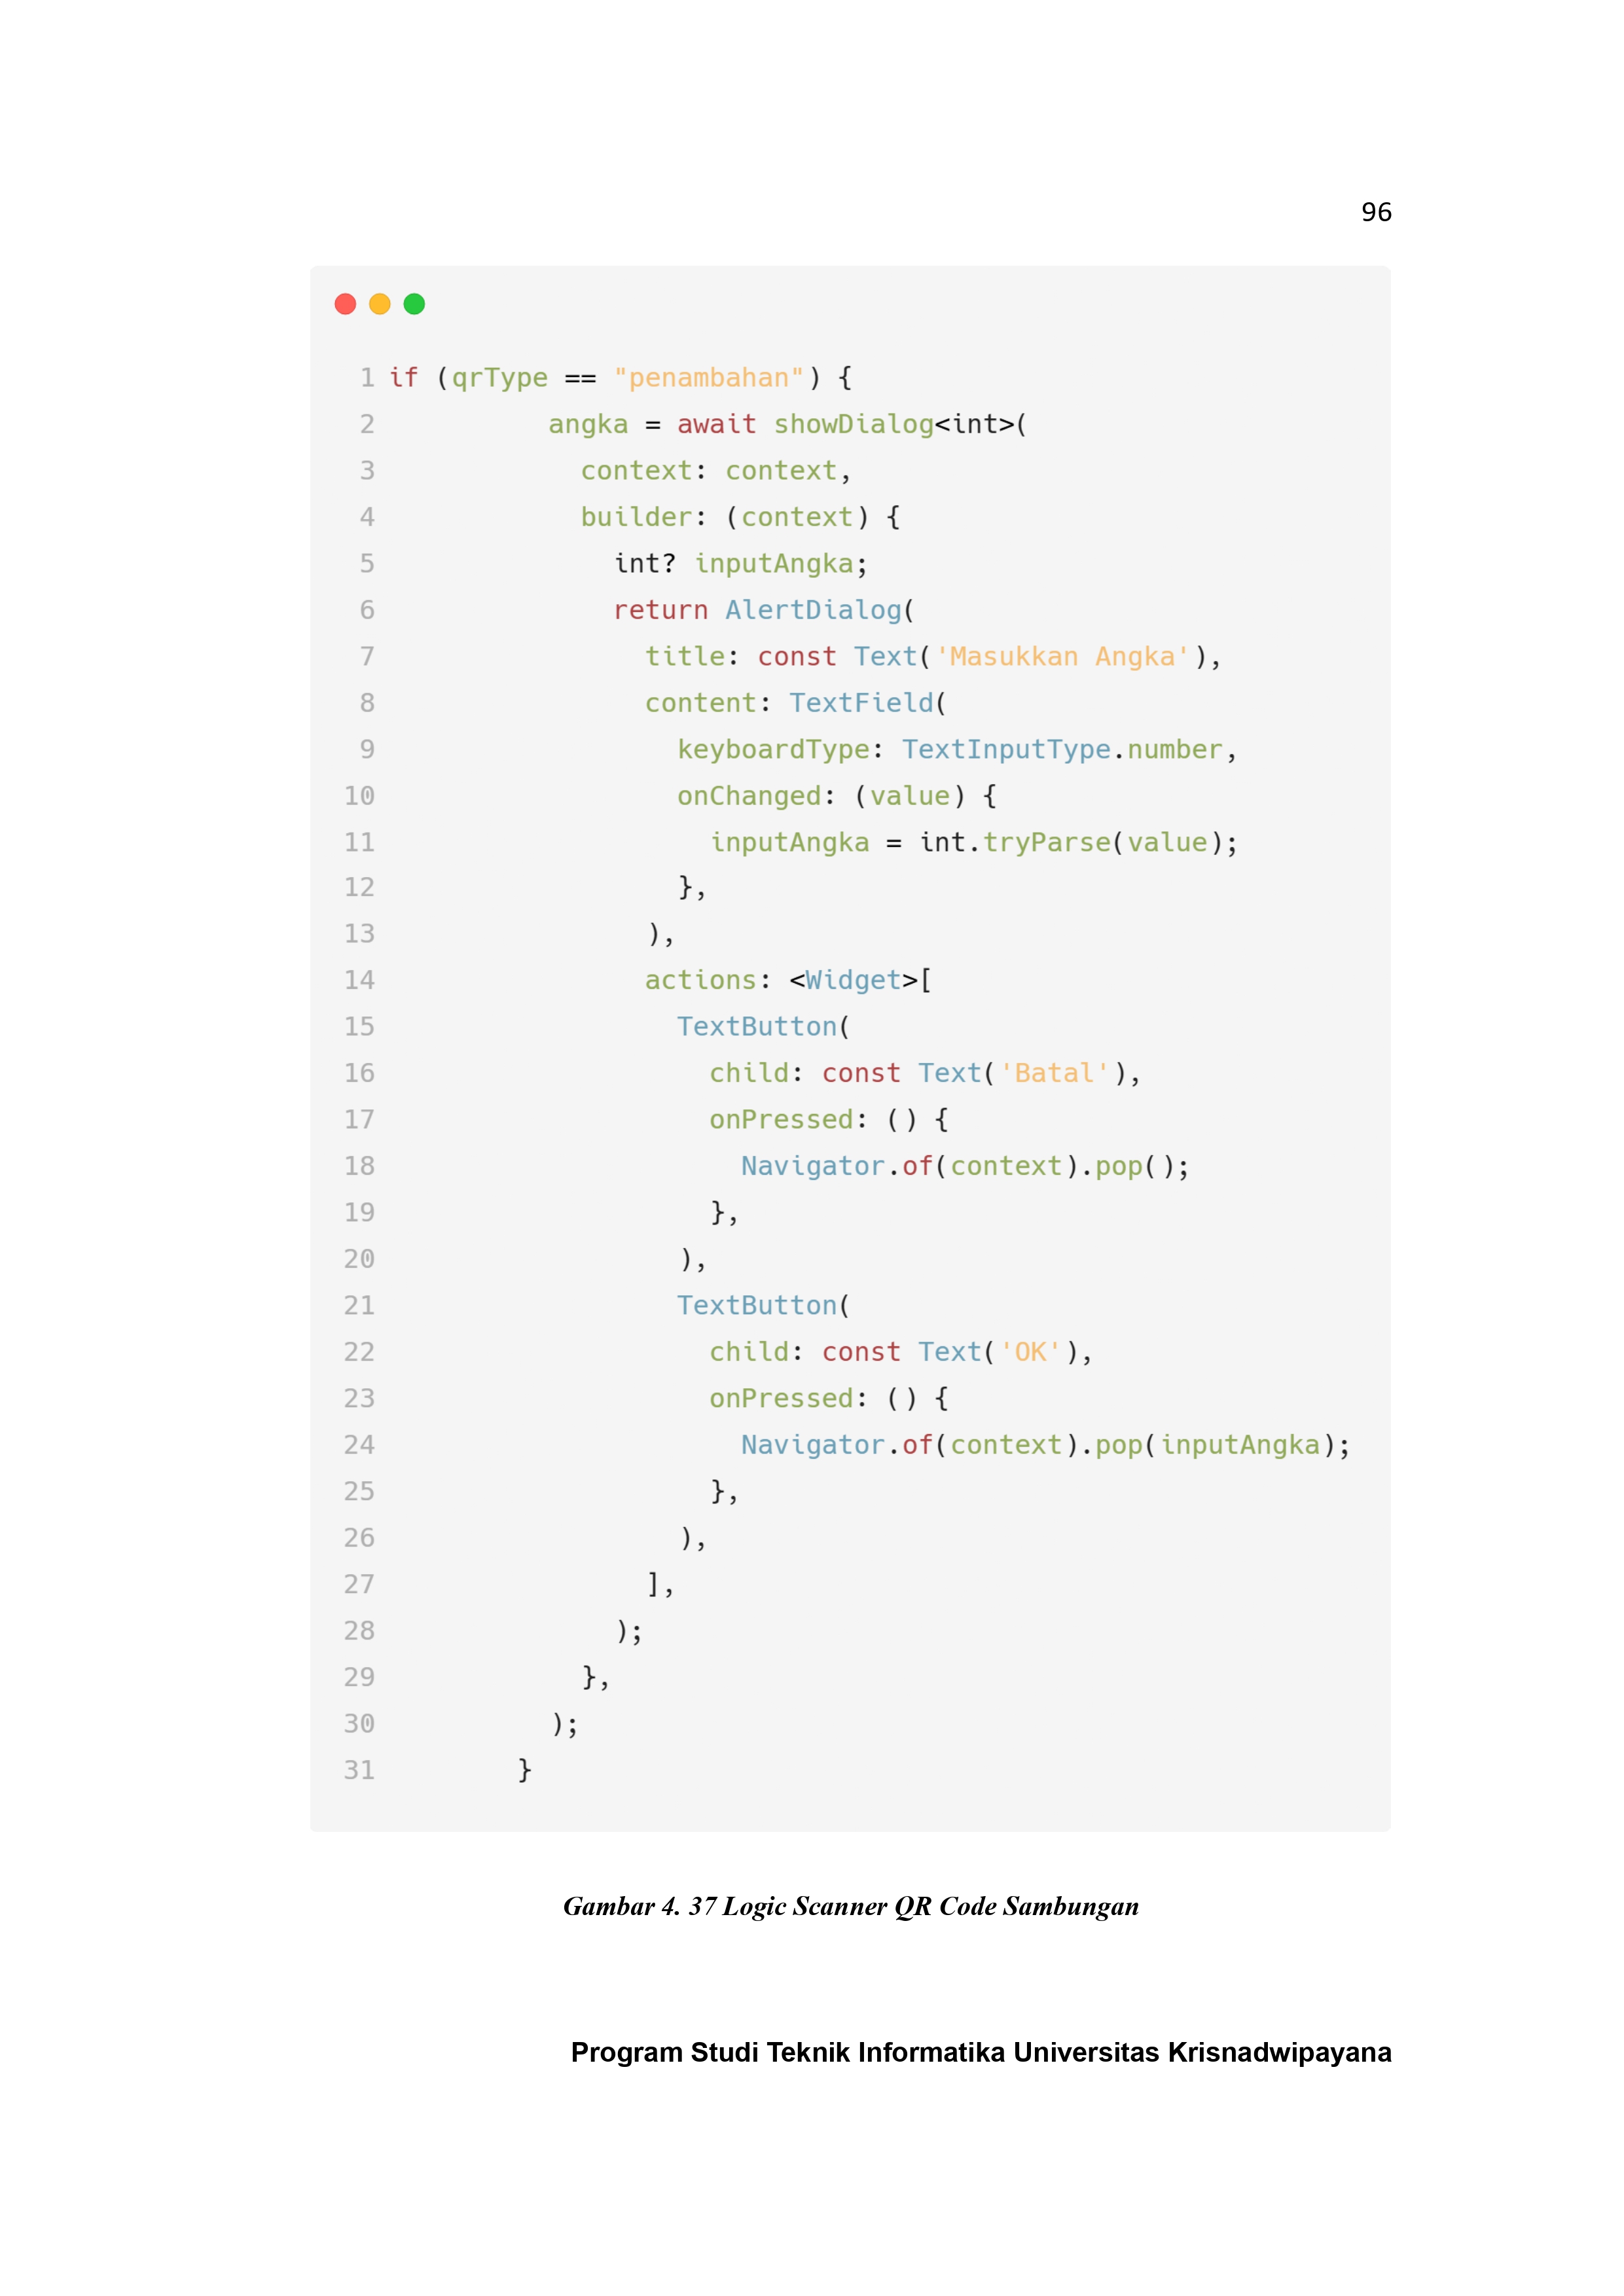 96
1 if (qrType == "penambahan") {
2           angka = await showDialog<int>(
3             context: context,
4             builder: (context) {
5               int? inputAngka;
6               return AlertDialog(
7                 title: const Text('Masukkan Angka'),
8                 content: TextField(
9                   keyboardType: TextInputType.number,
10                   onChanged: (value) {
11                     inputAngka = int.tryParse(value);
12                   },
13                 ),
14                 actions: <Widget>[
15                   TextButton(
16                     child: const Text('Batal'),
17                     onPressed: () {
18                       Navigator.of(context).pop();
19                     },
20                   ),
21                   TextButton(
22                     child: const Text('OK'),
23                     onPressed: () {
24                       Navigator.of(context).pop(inputAngka);
25                     },
26                   ),
27                 ],
28               );
29             },
30           );
31         }
Gambar 4. 37 Logic Scanner QR Code Sambungan
Program Studi Teknik Informatika Universitas Krisnadwipayana